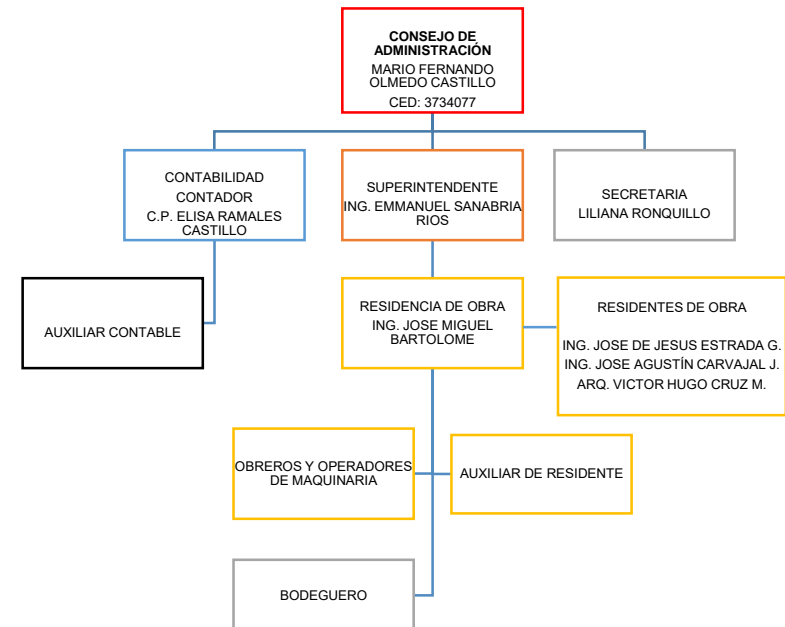 CONSEJO DE
ADMINISTRACIÓN
MARIO FERNANDO
OLMEDO CASTILLO
CED: 3734077
CONTABILIDAD
CONTADOR
C.P. ELISA RAMALES
CASTILLO
SUPERINTENDENTE
ING. EMMANUEL SANABRIA
RIOS
SECRETARIA
LILIANA RONQUILLO
AUXILIAR CONTABLE
RESIDENCIA DE OBRA
ING. JOSE MIGUEL
BARTOLOME
RESIDENTES DE OBRA
ING. JOSE DE JESUS ESTRADA G.
ING. JOSE AGUSTÍN CARVAJAL J.
ARQ. VICTOR HUGO CRUZ M.
OBREROS Y OPERADORES
DE MAQUINARIA
AUXILIAR DE RESIDENTE
BODEGUERO